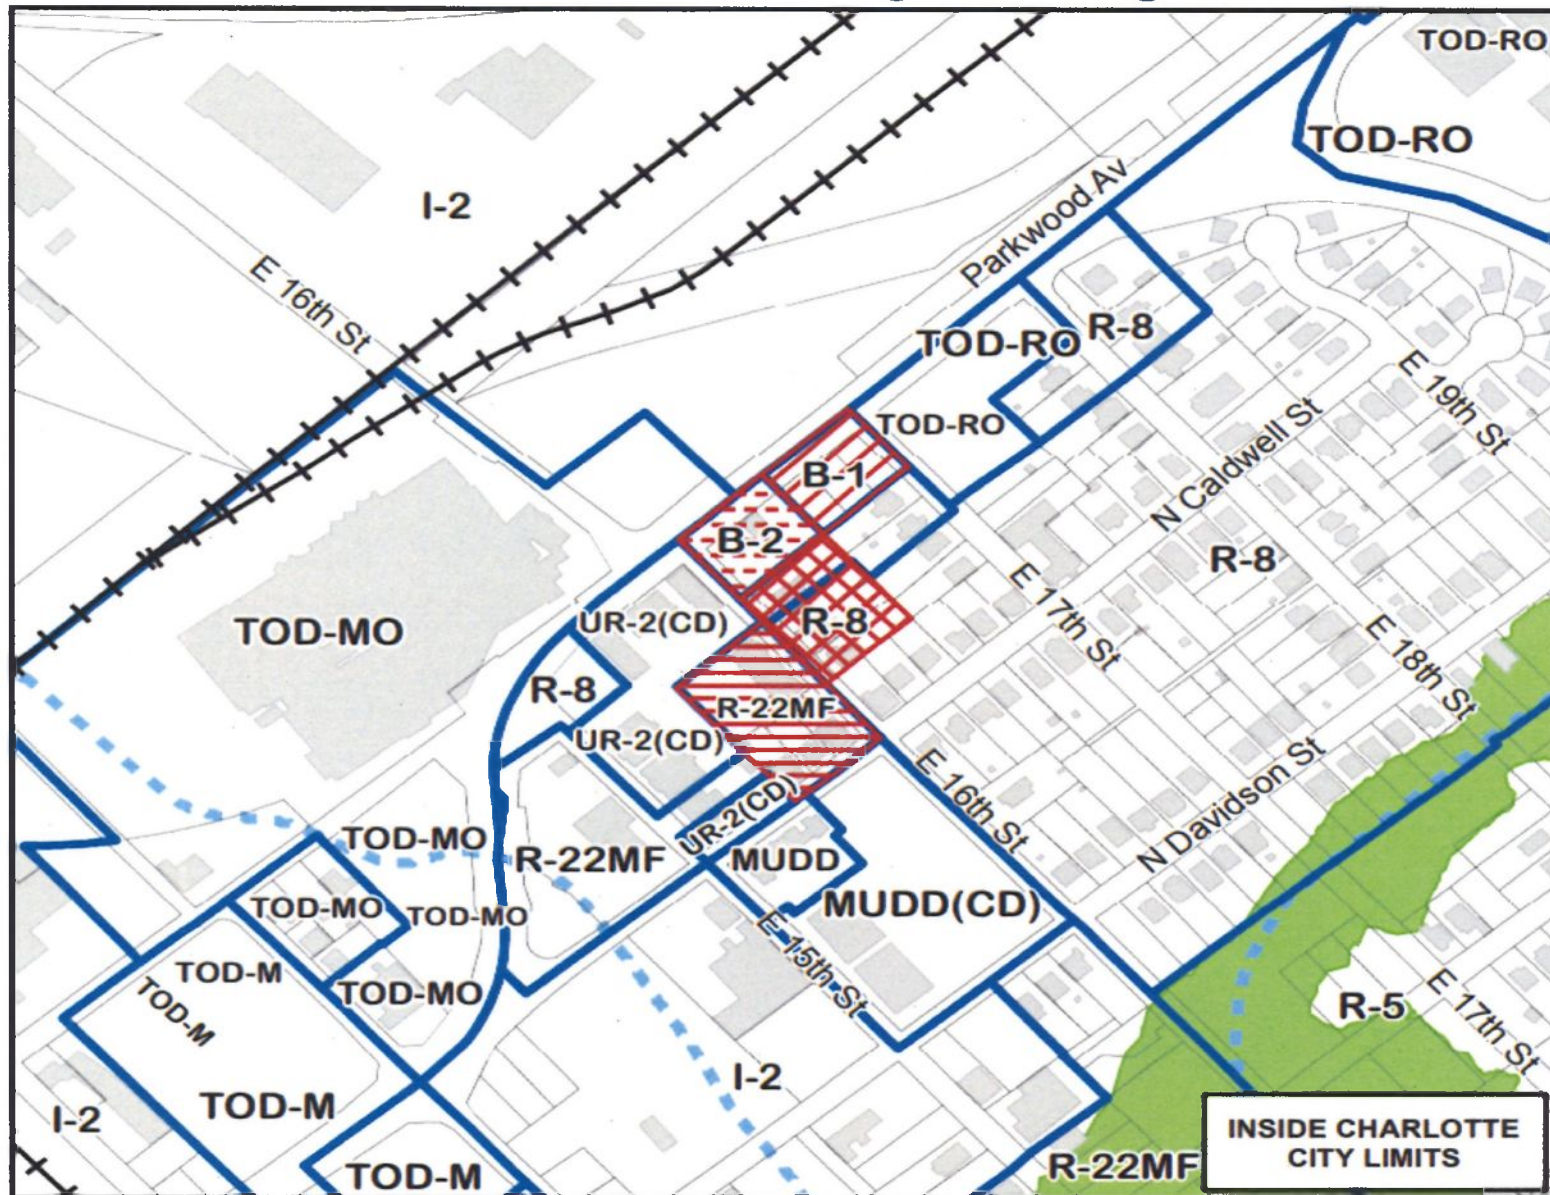 TOD-RO
TOD-RO
I-2
Parkwood Av
E 16th St
TOD-RO
R-8
E 19th St
TOD-RO
N Caldwell St
B-1
B-2
R-8
E 17th St
UR-2(CD)
R-8
TOD-MO
E 18th St
R-8
R-22MF
UR-2(CD)
E 16th St
N Davidson St
UR-2(CD)
TOD-MO
R-22MF
MUDD
TOD-MO
TOD-MO
MUDD(CD)
E 15th St
TOD-M
TOD-MO
TOD-M
R-5
E 17th St
I-2
TOD-M
I-2
INSIDE CHARLOTTE
CITY LIMITS
R-22MF
TOD-M